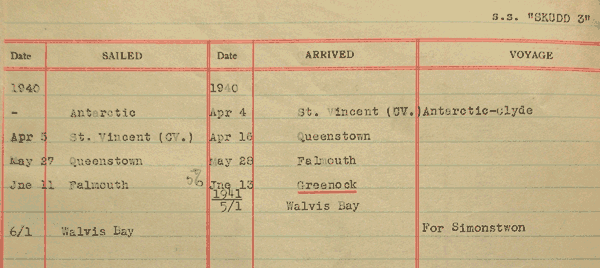 s.s. "SKUDD 3"
Date SAILED Date ARRIVED VOYAGE
1940 1940
- Antarctic Apr 4 St. Vincent (CV.) Antarctic-Clyde
Apr 5 St. Vincent (CV.) Apr 16 Queenstown
May 27 Queenstown May 28 Falmouth
Jne 11 Falmouth Jne 13 Greenock
1941
5/1 Walvis Bay
6/1 Walvis Bay For Simonstwon